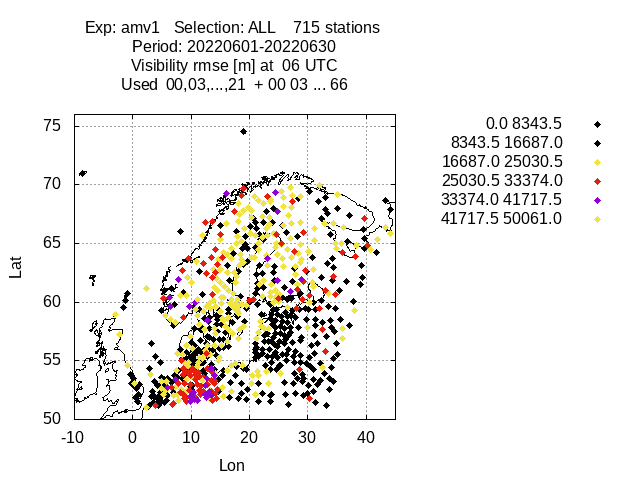 Exp: amv1   Selection: ALL    715 stations
Period: 20220601-20220630
Visibility rmse [m] at  06 UTC
Used  00,03,...,21  + 00 03 ... 66
0.0 8343.5
8343.5 16687.0
16687.0 25030.5
25030.5 33374.0
33374.0 41717.5
41717.5 50061.0
75
70
65
60
55
50
Lat
-10 0 10 20 30 40
Lon